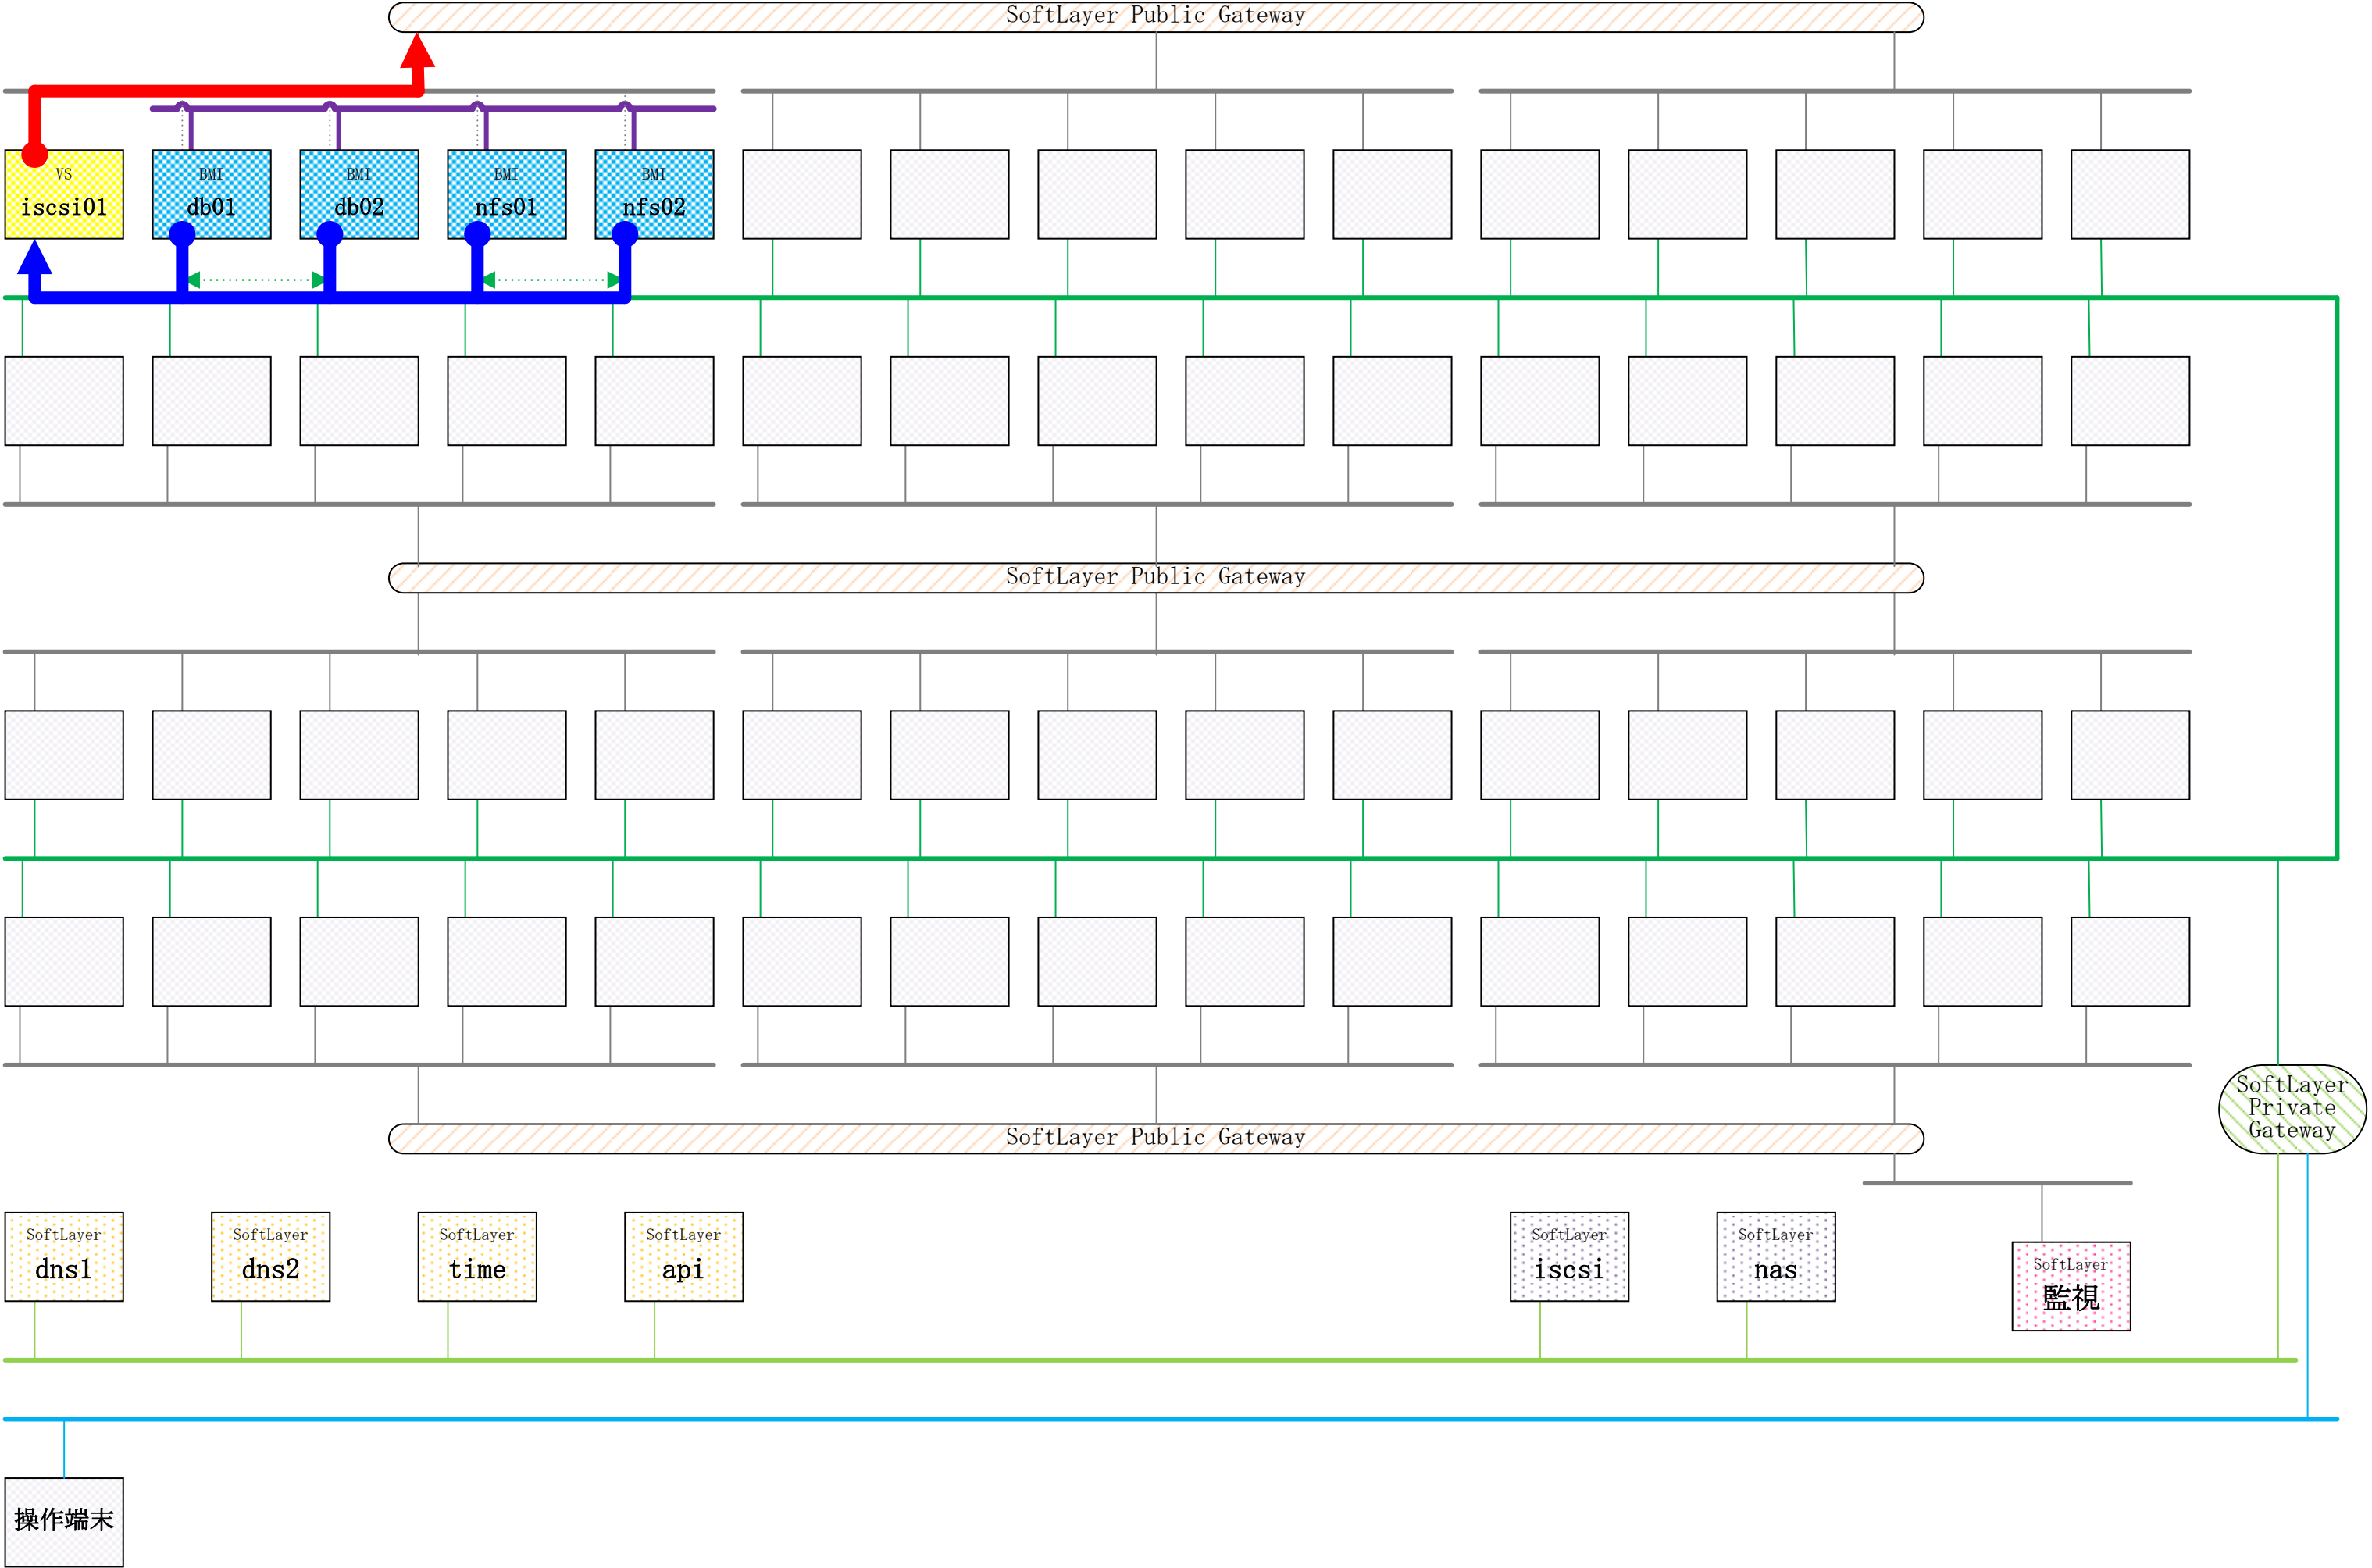 SoftLayer Public Gateway
VS
iscsi01
BMI
db01
BMI
db02
BMI
nfs01
BMI
nfs02
SoftLayer Public Gateway
SoftLayer
Private
Gateway
SoftLayer Public Gateway
SoftLayer
dns1
SoftLayer
dns2
SoftLayer
time
SoftLayer
api
SoftLayer
iscsi
SoftLayer
nas
SoftLayer
監視
操作端末